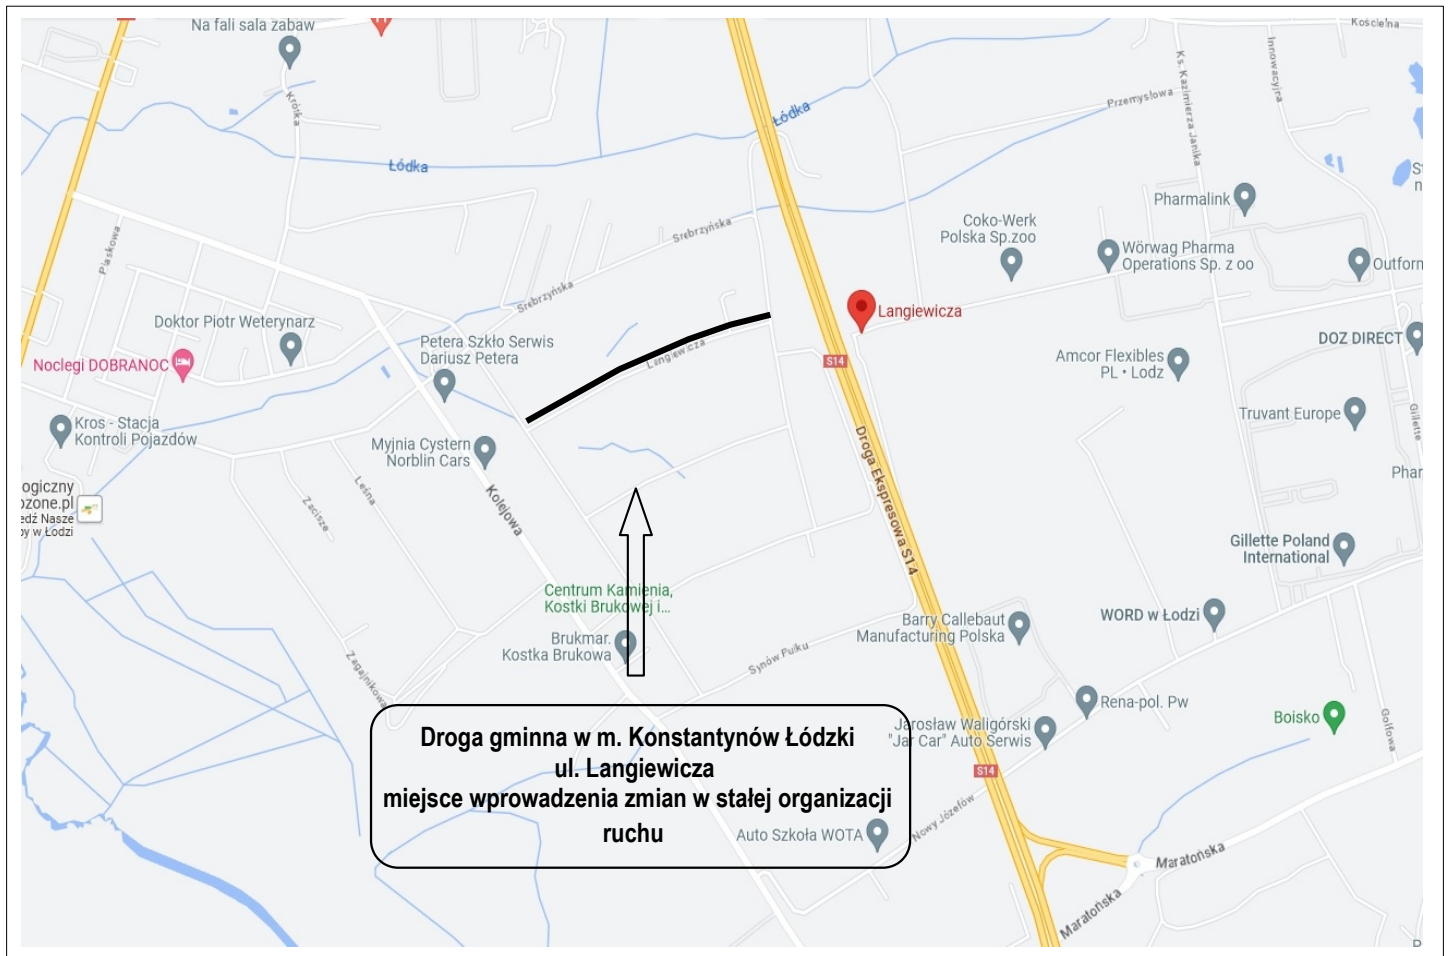 Na fali sala zabaw
Kościelna
Innowacyjna
Ks. Kazimierza Janika
Krótka
Łódka
Przemysłowa
Łódka
Pharmalink
Srebrzyńska
Coko-Werk
Polska Sp.zoo
Piaskowa
Wörwag Pharma
Operations Sp. z oo
Outforn
Srebrzyńska
Langiewicza
Doktor Piotr Weterynarz
Petera Szkło Serwis
Dariusz Petera
DOZ DIRECT
Noclegi DOBRANOC
Langiewicza
S14
Amcor Flexibles
PL • Lodz
Kros - Stacja
Kontroli Pojazdów
Truvant Europe
Gillette
Myjnia Cystern
Norblin Cars
Droga Ekspresowa S14
Phar
ogiczny
ozone.pl
edź Nasze
by w Łodzi
Zacisze
Leśna
Kolejowa
Gillette Poland
International
Centrum Kamienia,
Kostki Brukowej i...
Barry Callebaut
Manufacturing Polska
WORD w Łodzi
Brukmar.
Kostka Brukowa
Synów Pułku
Zagajnikowa
Rena-pol. Pw
Jarosław Waligórski
"Jar Car" Auto Serwis
Boisko
Golfowa
Droga gminna w m. Konstantynów Łódzki
ul. Langiewicza
miejsce wprowadzenia zmian w stałej organizacji
ruchu
S14
Auto Szkoła WOTA
Nowy Józefów
Maratońska
Maratońska